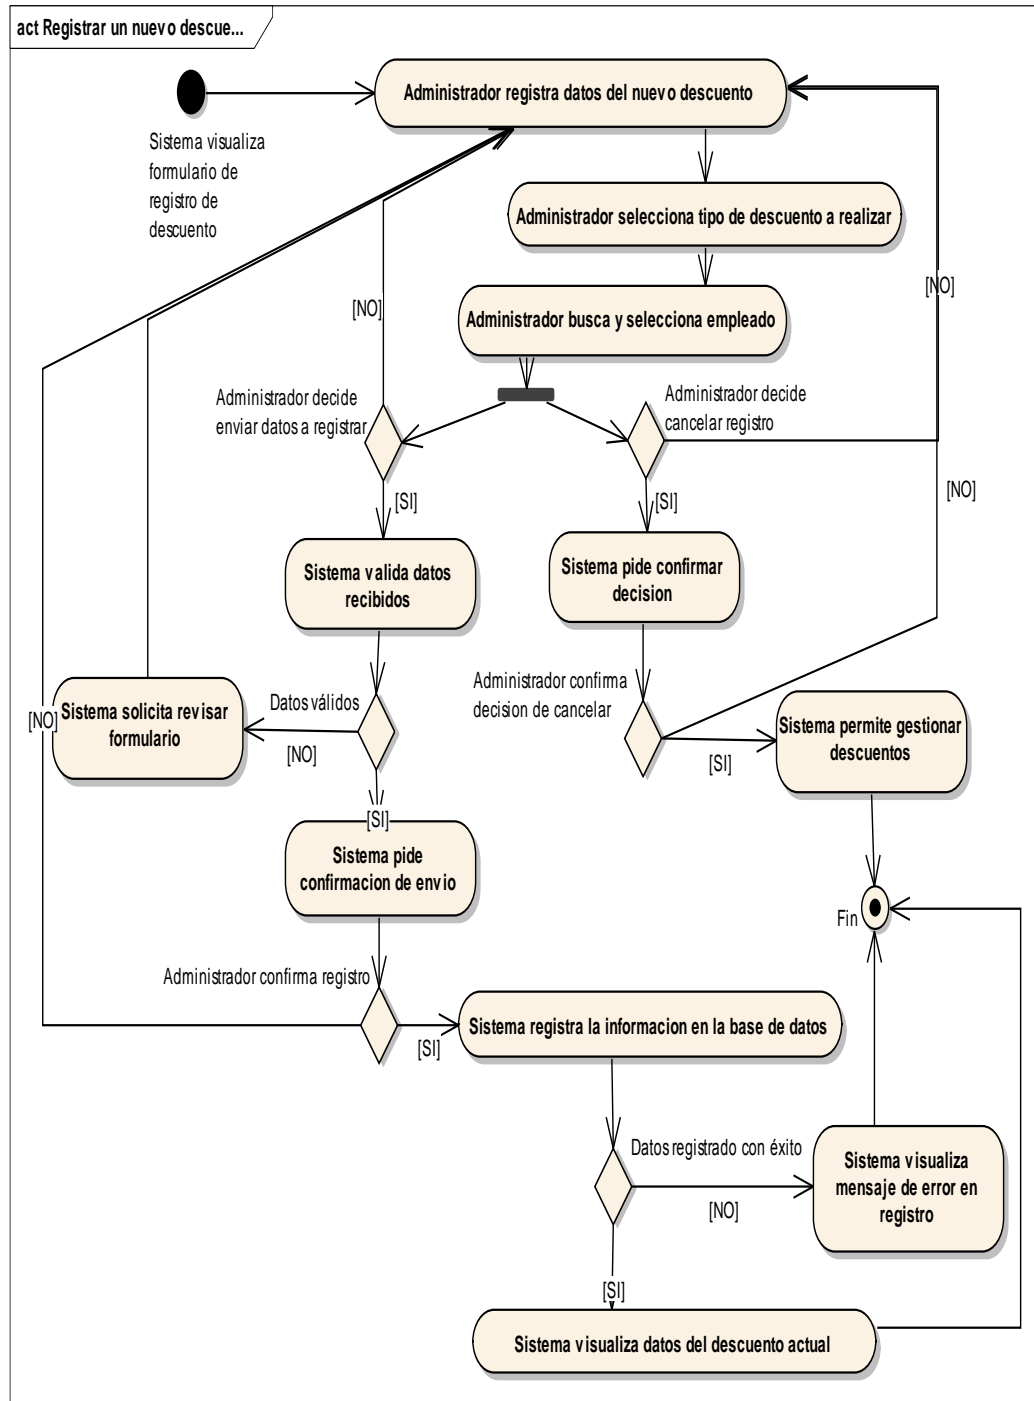 act Registrar un nuevo descue...
Administrador registra datos del nuevo descuento
Sistema visualiza
formulario de
registro de
descuento
Administrador selecciona tipo de descuento a realizar
[NO]
[NO]
Administrador busca y selecciona empleado
Administrador decide
enviar datos a registrar
Administrador decide
cancelar registro
[NO]
[SI]
[SI]
Sistema valida datos
recibidos
Sistema pide confirmar
decision
Administrador confirma
decision de cancelar
Datos válidos
[NO]
Sistema solicita revisar
formulario
[NO]
[SI]
Sistema permite gestionar
descuentos
[SI]
Sistema pide
confirmacion de envio
Fin
Administrador confirma registro
[SI]
Sistema registra la informacion en la base de datos
Datos registrado con éxito
[NO]
Sistema visualiza
mensaje de error en
registro
[SI]
Sistema visualiza datos del descuento actual